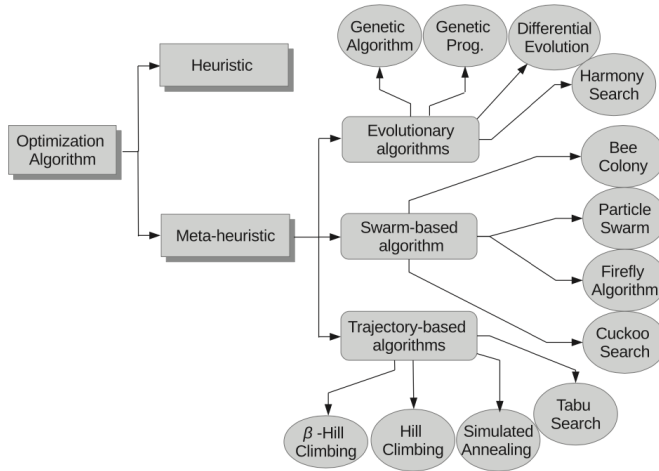 Genetic
Algorithm
Genetic
Prog.
Differential
Evolution
Heuristic
Harmony
Search
Optimization
Algorithm
Evolutionary
algorithms
Bee
Colony
Meta-heuristic
Swarm-based
algorithm
Particle
Swarm
Firefly
Algorithm
Trajectory-based
algorithms
Cuckoo
Search
β -Hill
Climbing
Hill
Climbing
Simulated
Annealing
Tabu
Search